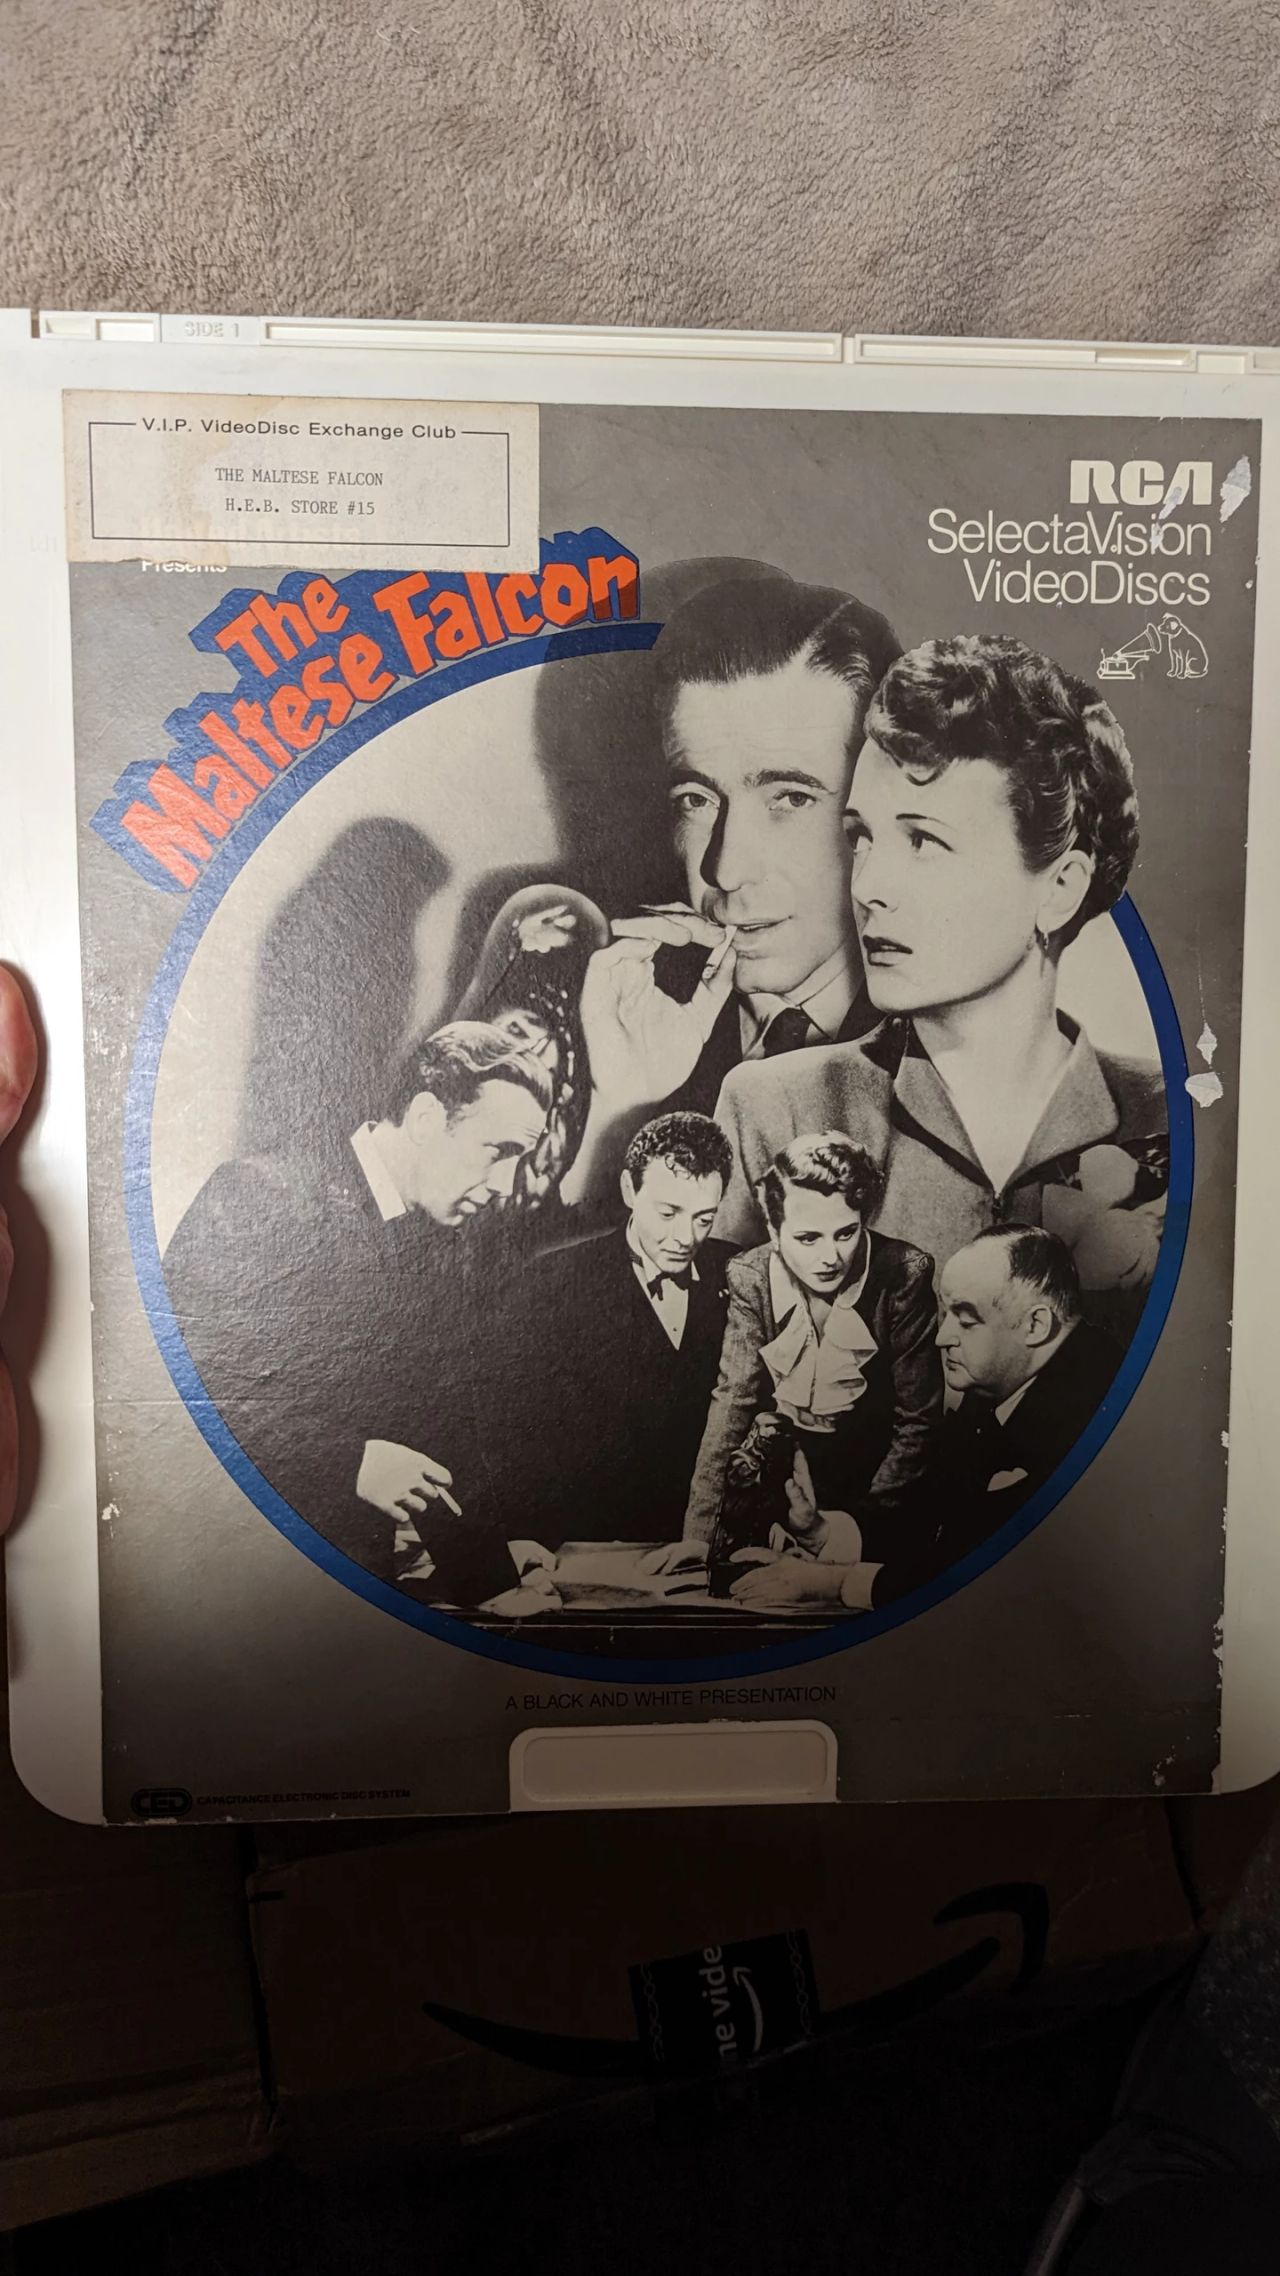 SIDE 1
V.I.P. VideoDisc Exchange Club
THE MALTESE FALCON
H.E.B. STORE #15
Presents
The
Maltese Falcon
RCA
SelectaVision
VideoDiscs
A BLACK AND WHITE PRESENTATION
CED CAPACITANCE ELECTRONIC DISC SYSTEM